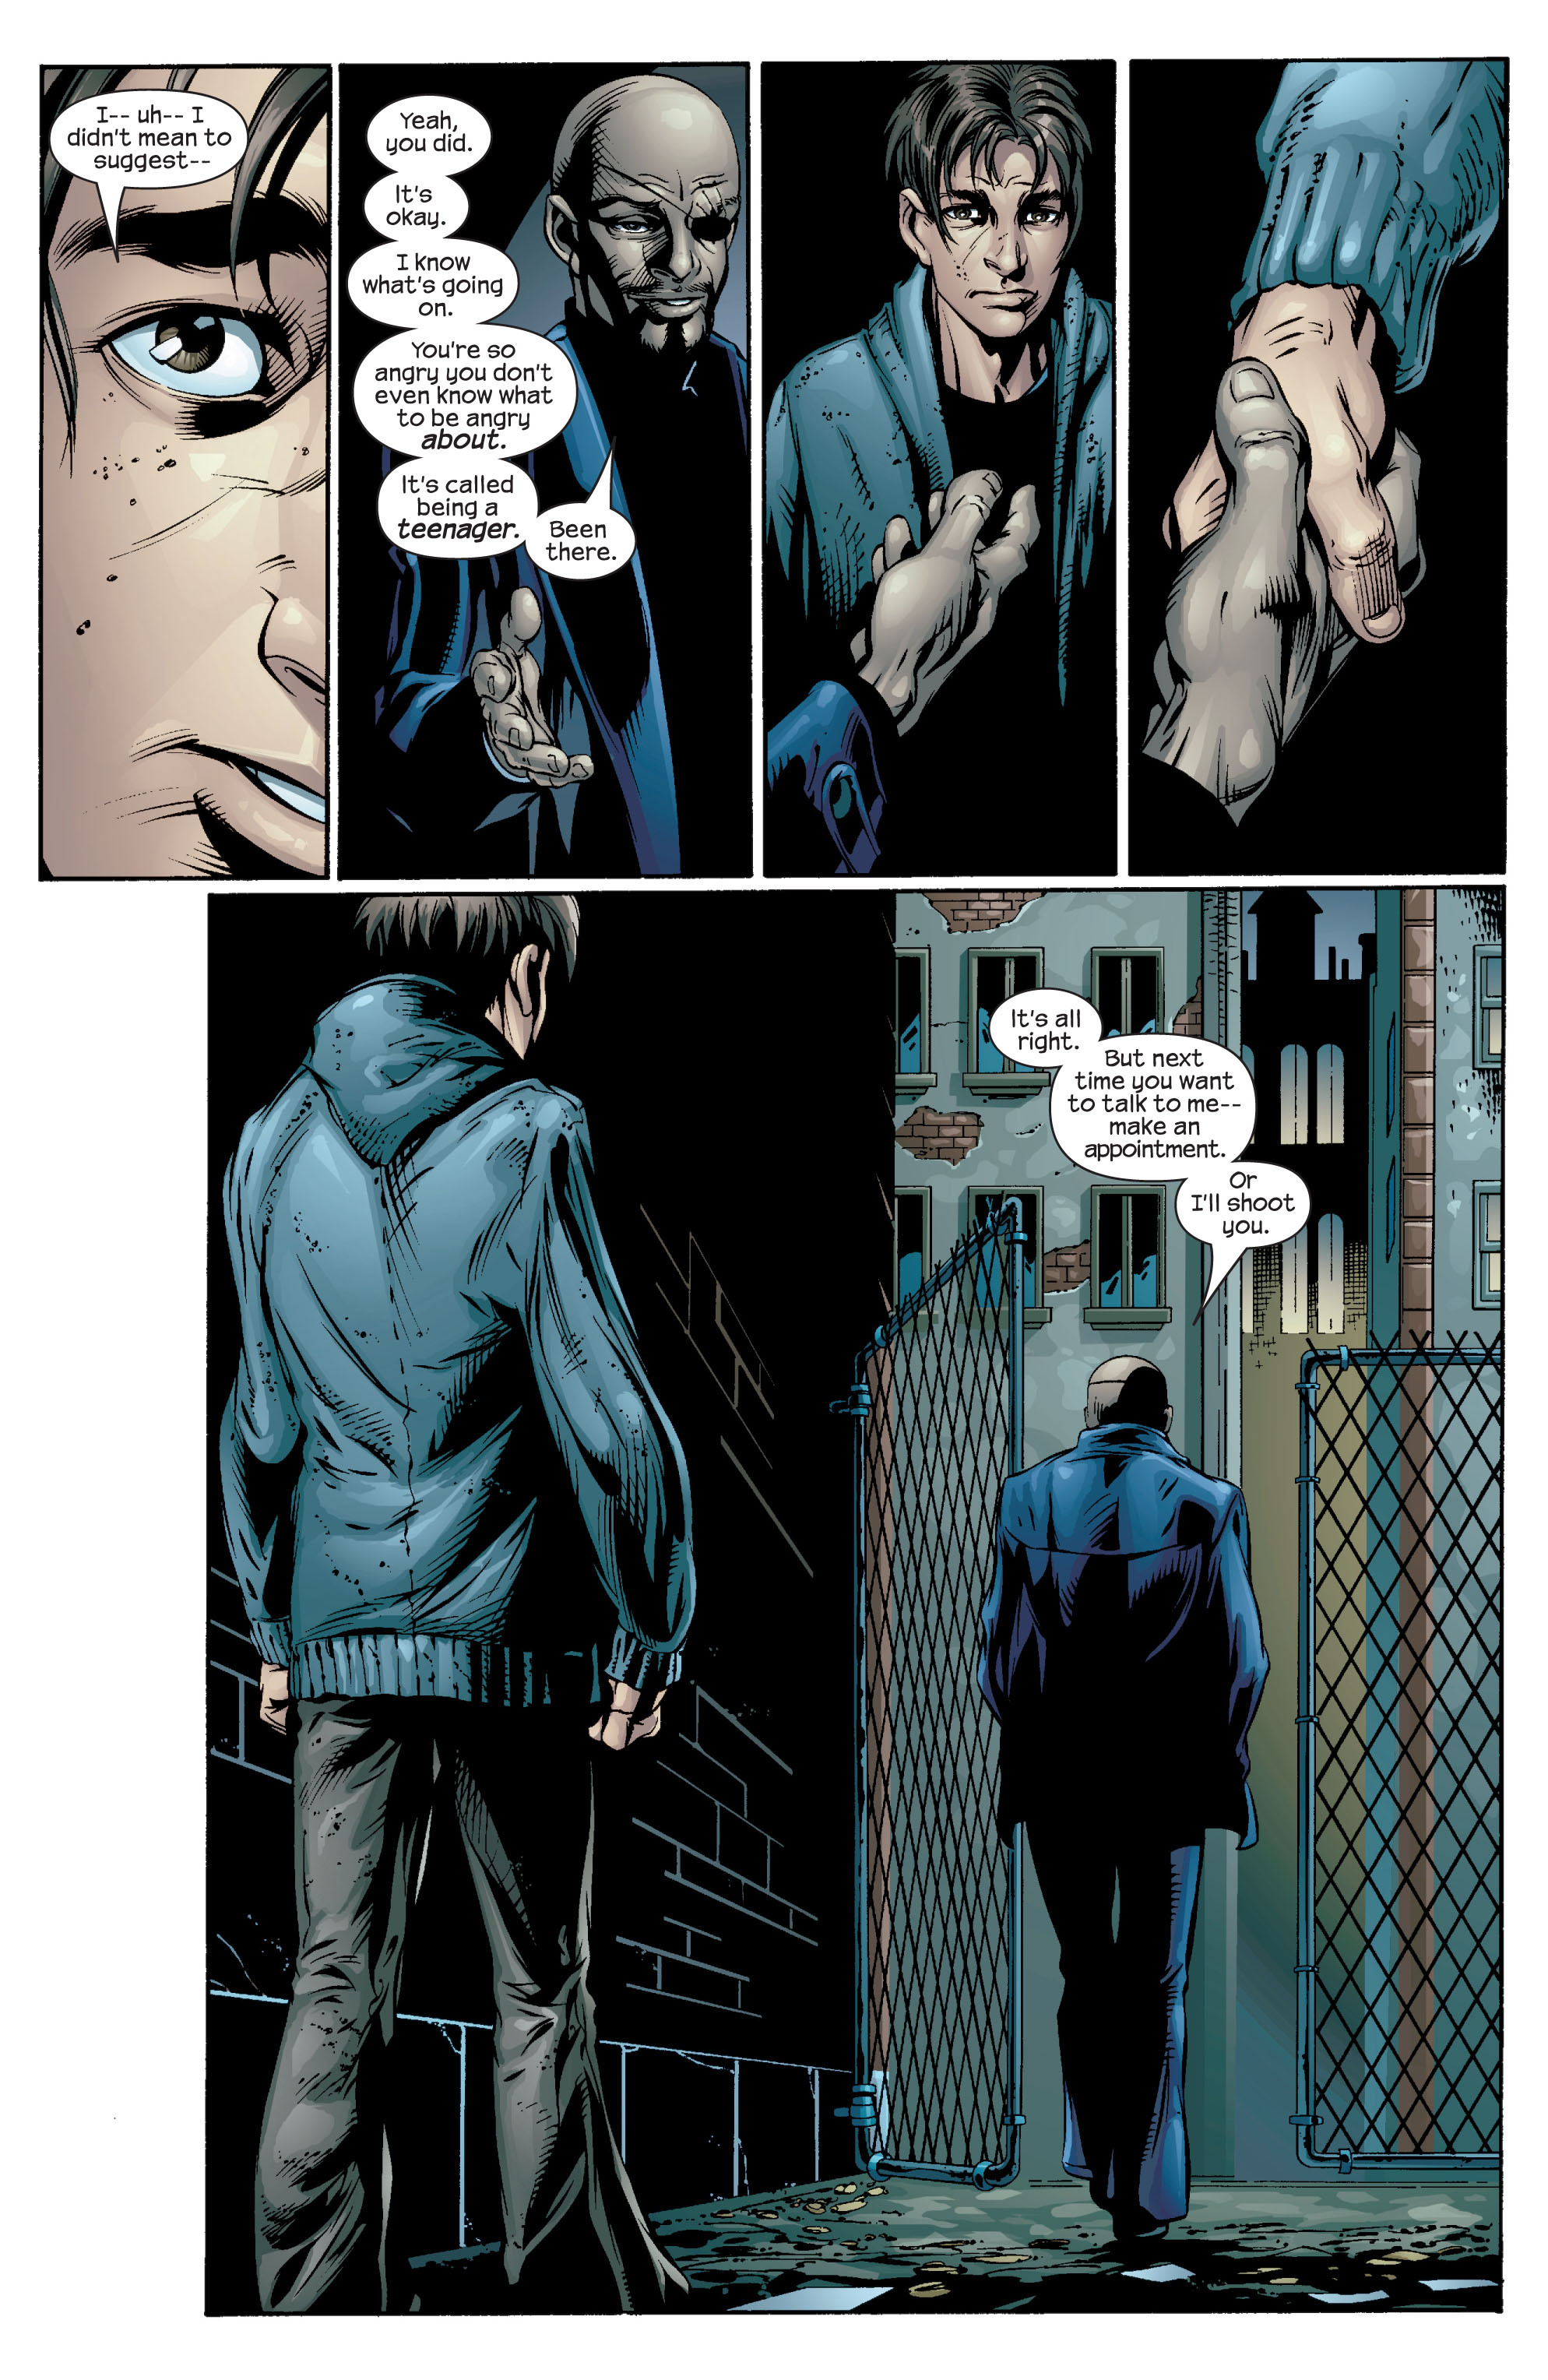 I-- uh-- I
didn't mean to
suggest--
Yeah,
you did.
It's
okay.
I know
what's going
on.
You're so
angry you don't
even know what
to be angry
about.
It's called
being a
teenager.
Been
there.
It's all
right.
But next
time you want
to talk to me--
make an
appointment.
Or
I'll shoot
you.